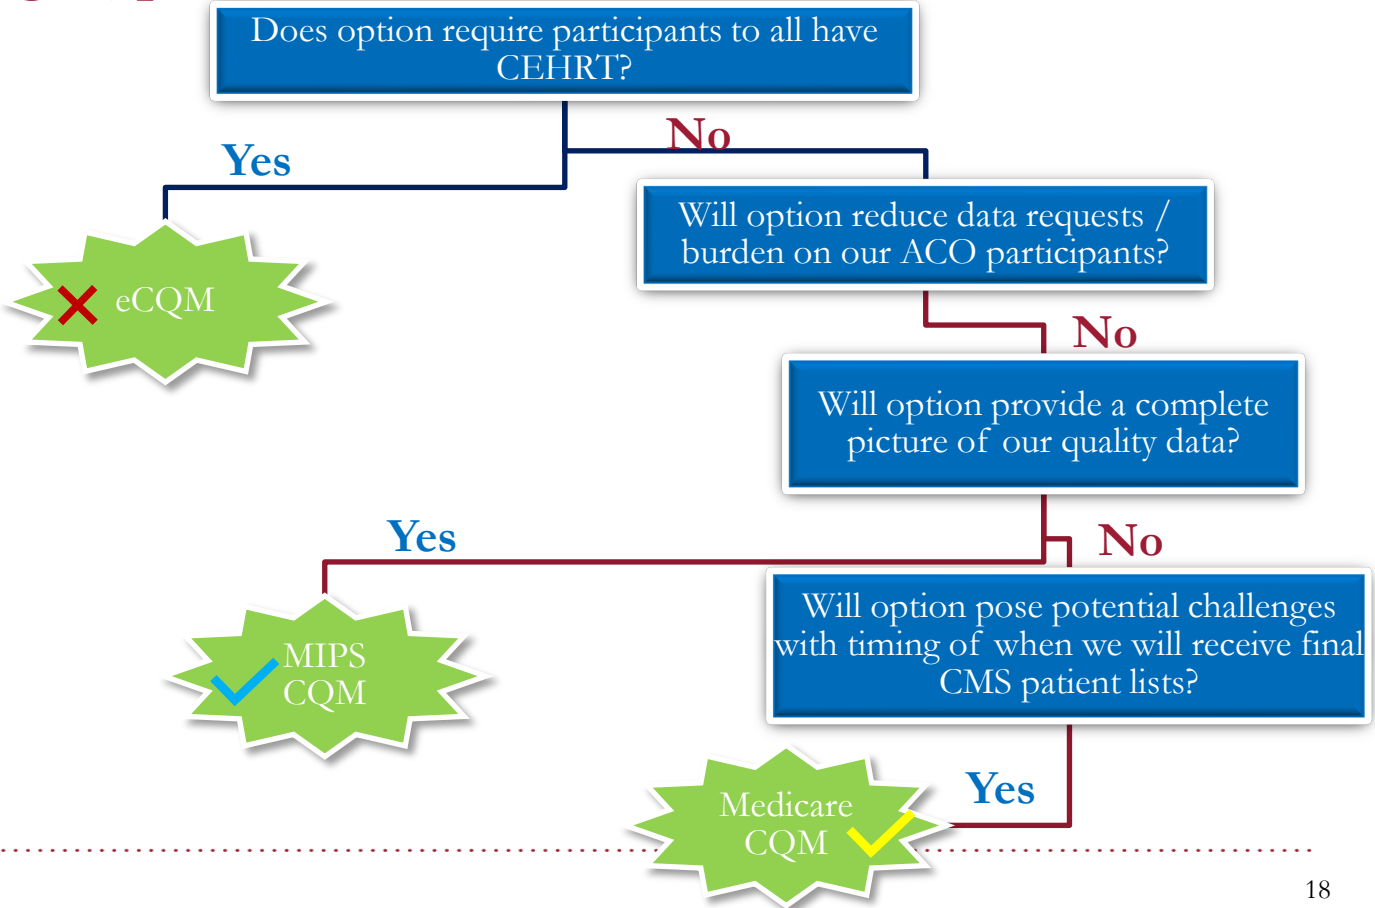 Does option require participants to all have
CEHRT?
Yes
No
Will option reduce data requests /
burden on our ACO participants?
eCQM
No
Will option provide a complete
picture of our quality data?
Yes
No
Will option pose potential challenges
with timing of when we will receive final
CMS patient lists?
MIPS
CQM
Yes
Medicare
CQM
18